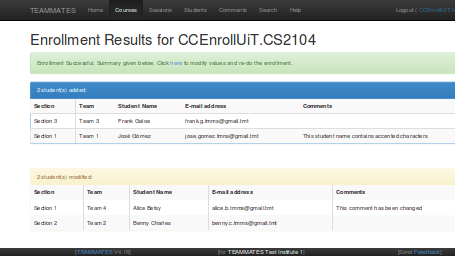 TEAMMATES Home Courses Sessions Students Comments Search Help Logout (
Enrollment Results for CCEnrollUiT.CS2104
Enrollment Successful. Summary given below. Click here to modify values and re-do the enrollment.
2 student(s) added:
Section Team Student Name E-mail address Comments
Section 3 Team 3 Frank Galoe frank.g.tmms@gmail.tmt
Section 1 Team 1 José Gómez jose.gomez.tmms@gmail.tmt This student name contains accented characters
2 student(s) modified:
Section Team Student Name E-mail address Comments
Section 1 Team 4 Alice Betsy alice.b.tmms@gmail.tmt This comment has been changed
Section 2 Team 2 Benny Charles benny.c.tmms@gmail.tmt
[for TEAMMATES Test Institute 1] [Send Feedback]